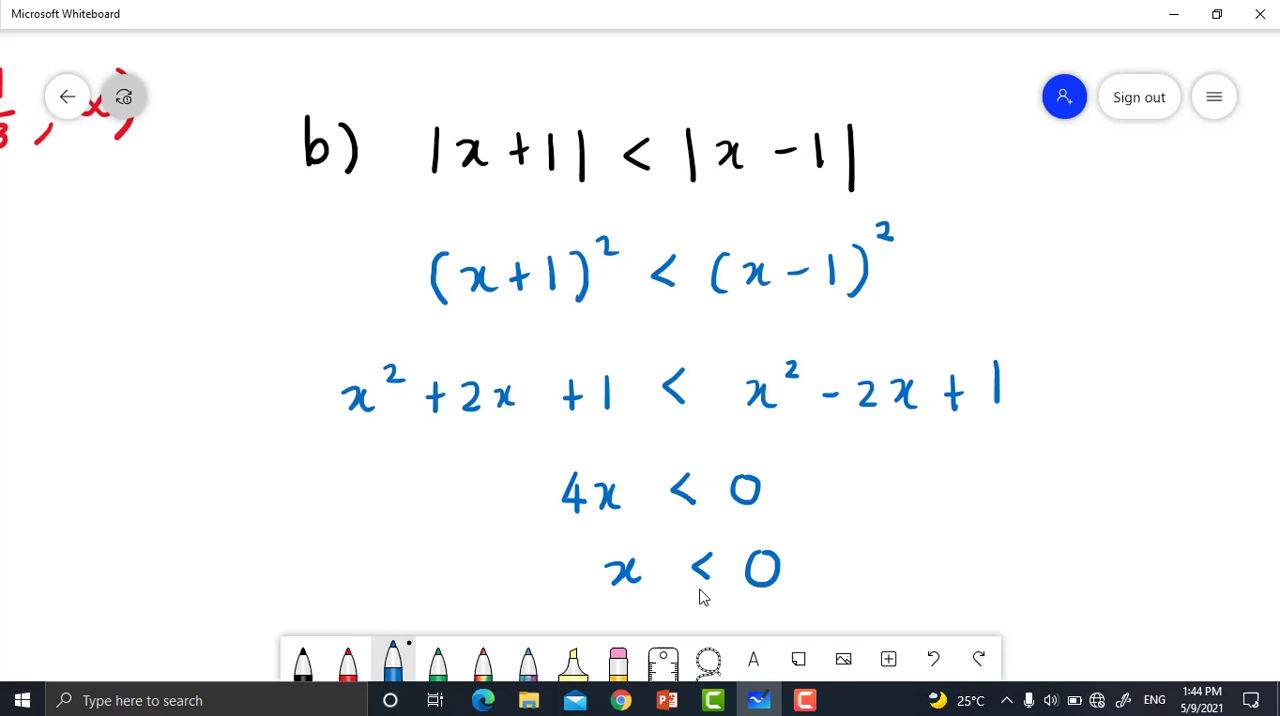 Microsoft Whiteboard
Sign out
b) |x+1| < |x-1|
(x+1)² < (x-1)²
x² + 2x + 1 < x² - 2x + 1
4x < 0
x < 0
A
Type here to search
25°C
ENG
1:44 PM
5/9/2021